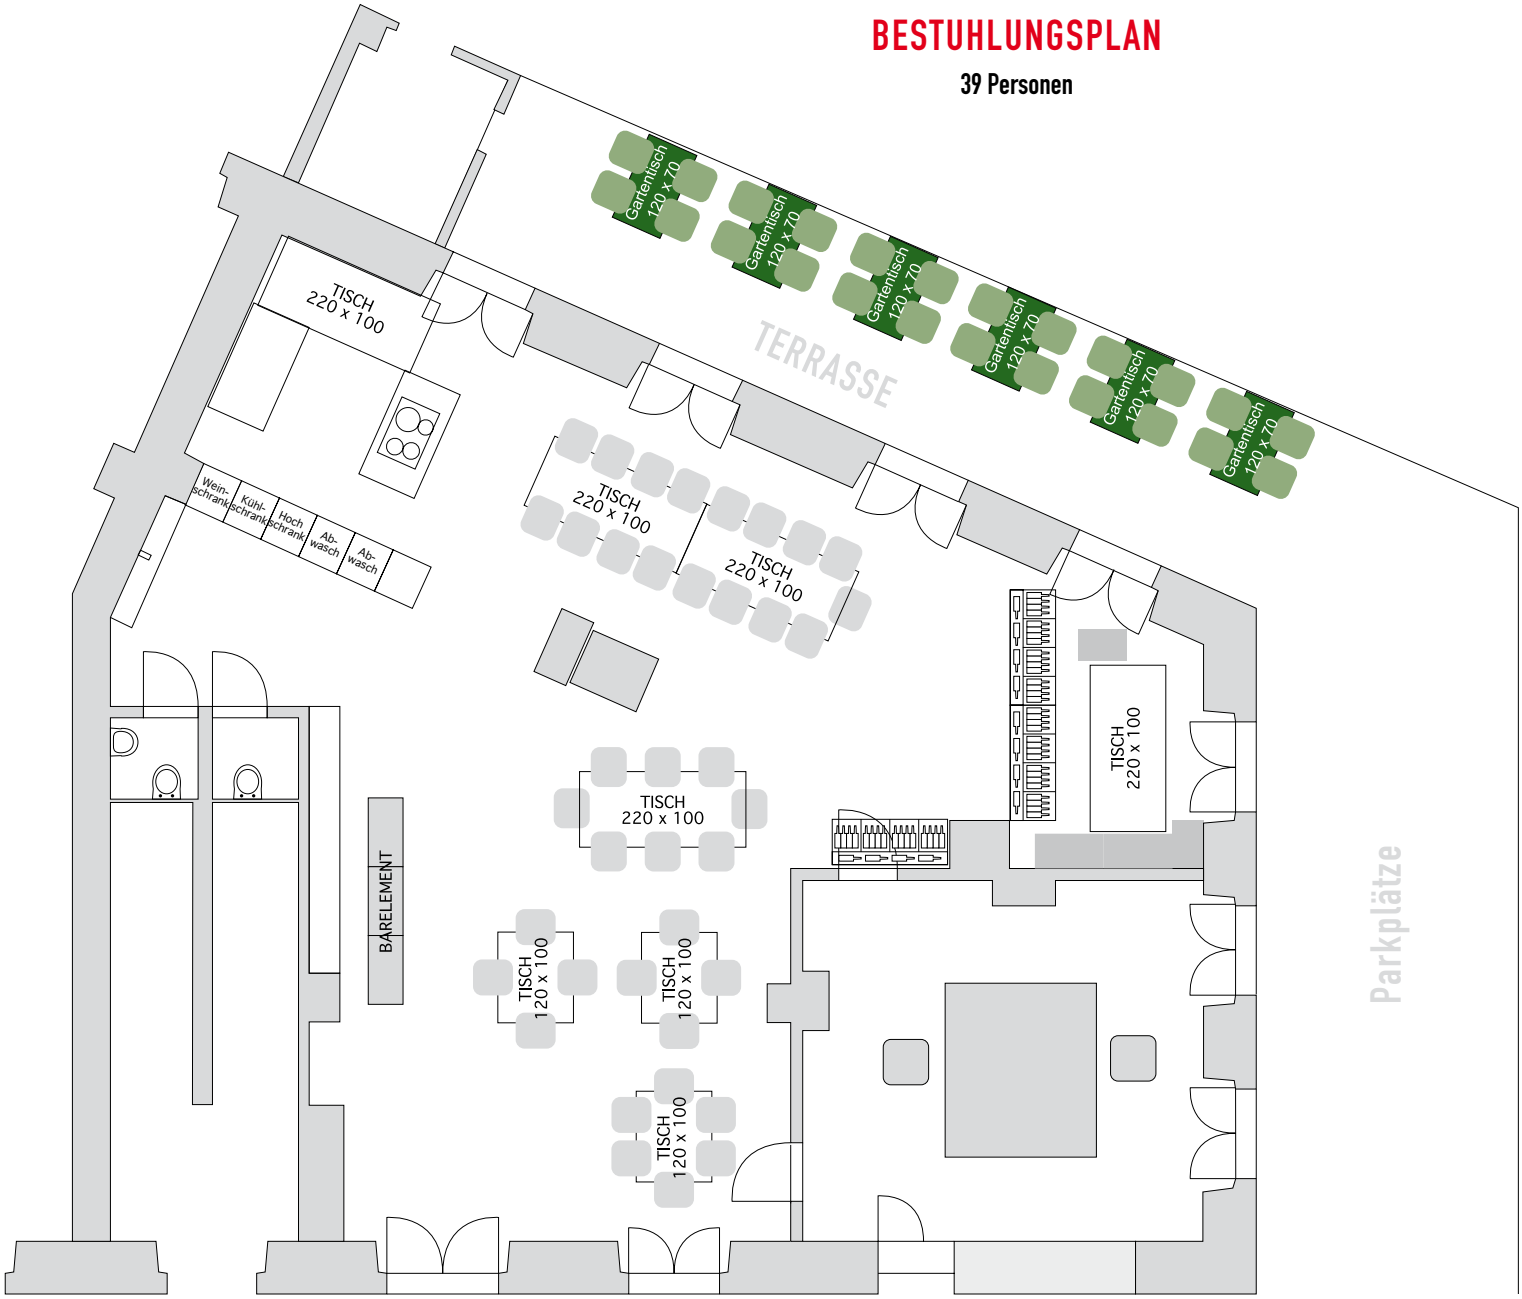 BESTUHLUNGSPLAN
39 Personen
Gartentisch
120 x 70
Gartentisch
120 x 70
Gartentisch
120 x 70
Gartentisch
120 x 70
Gartentisch
120 x 70
Gartentisch
120 x 70
TERRASSE
TISCH
220 x 100
Wein-
schrank
Kühl-
schrank
Hoch
schrank
Ab-
wasch
Ab-
wasch
TISCH
220 x 100
TISCH
220 x 100
TISCH
220 x 100
TISCH
220 x 100
BARELEMENT
TISCH
120 x 100
TISCH
120 x 100
TISCH
120 x 100
Parkplätze